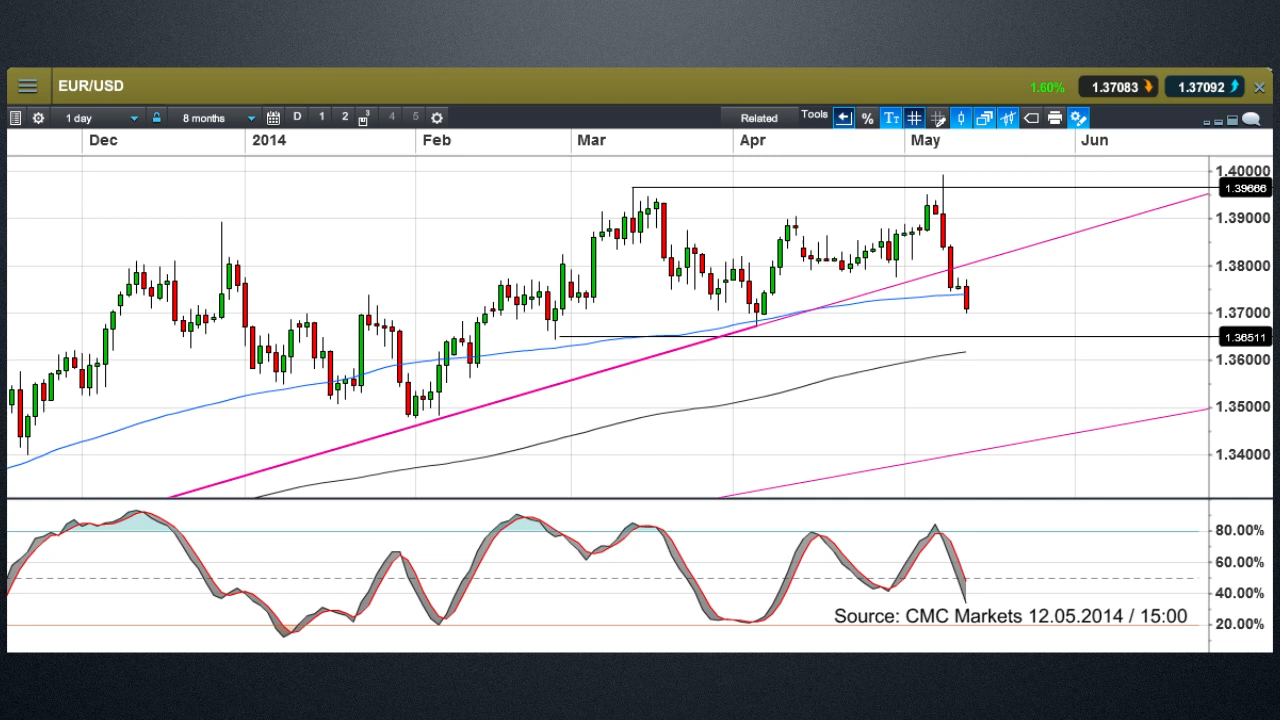 EUR/USD
1.60% 1.37083 1.37092
1 day 8 months D 1 2 3 4 5 Related Tools % TT
Dec 2014 Feb Mar Apr May Jun
1.40000
1.39666
1.39000
1.38000
1.37000
1.36511
1.36000
1.35000
1.34000
80.00%
60.00%
40.00%
Source: CMC Markets 12.05.2014 / 15:00
20.00%